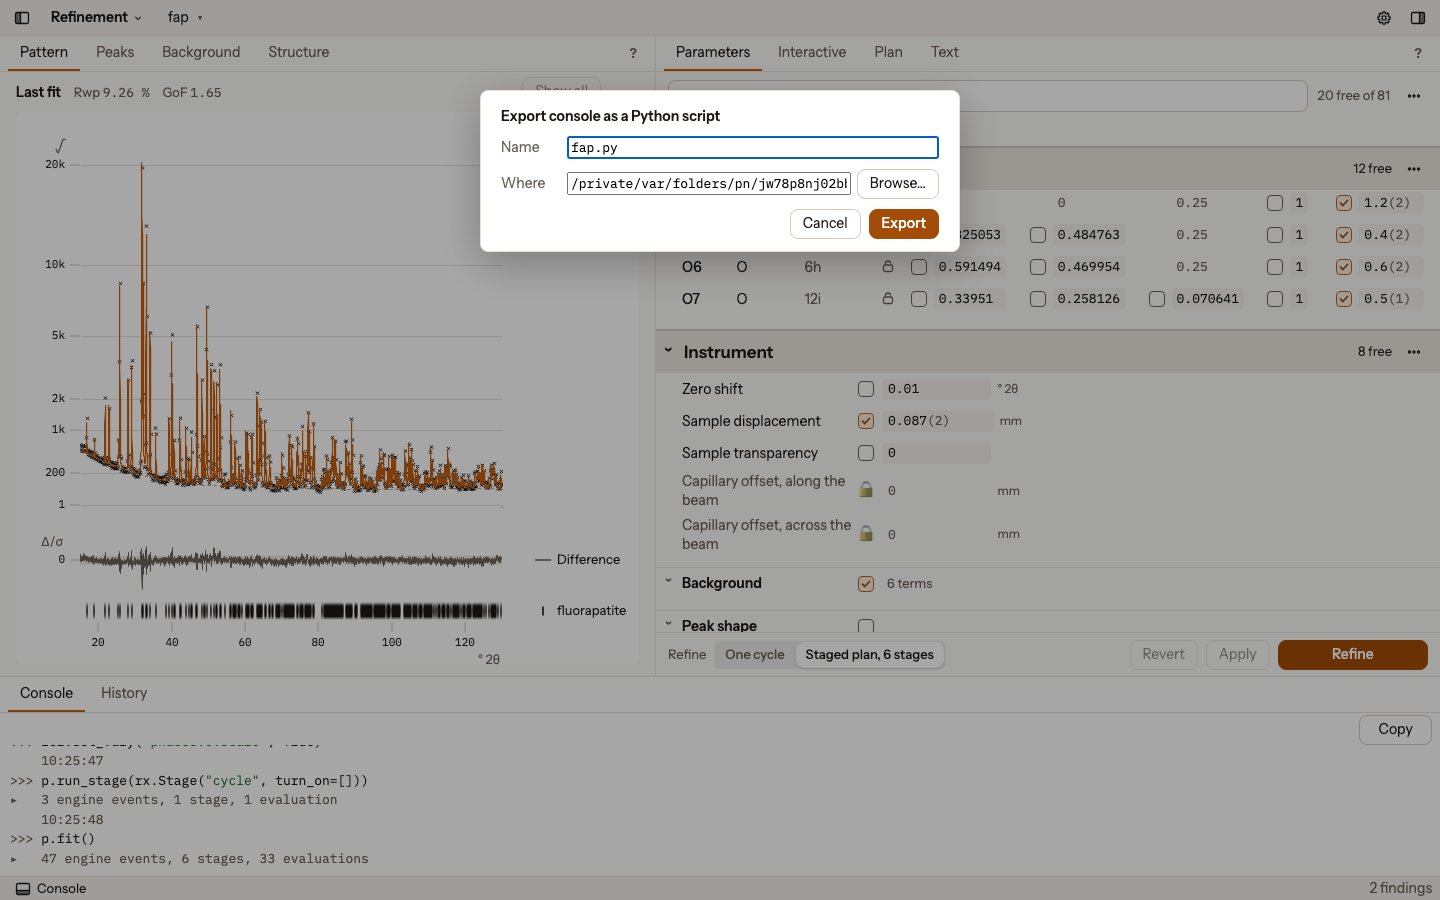 Refinement
fap
Pattern Peaks Background Structure ?
Parameters Interactive Plan Text ?
Last fit Rwp 9.26 % GoF 1.65
Show all
20 free of 81
Export console as a Python script
Name fap.py
Where /private/var/folders/pn/jw78p8nj02b
Browse…
Cancel Export
12 free
0 0.25 1 1.2(2)
25053 0.484763 0.25 1 0.4(2)
O6 O 6h 0.591494 0.469954 0.25 1 0.6(2)
O7 O 12i 0.33951 0.258126 0.070641 1 0.5(1)
Instrument 8 free
Zero shift 0.01 °2θ
Sample displacement 0.087(2) mm
Sample transparency 0
Capillary offset, along the beam 0 mm
Capillary offset, across the beam 0 mm
Background 6 terms
Peak shape
√
20k
10k
5k
2k
1k
200
1
Δ/σ
0
Difference
fluorapatite
20 40 60 80 100 120
°2θ
Refine One cycle Staged plan, 6 stages Revert Apply Refine
Console History
Copy
10:25:47
>>> p.run_stage(rx.Stage("cycle", turn_on=[]))
▸ 3 engine events, 1 stage, 1 evaluation
10:25:48
>>> p.fit()
▸ 47 engine events, 6 stages, 33 evaluations
Console 2 findings